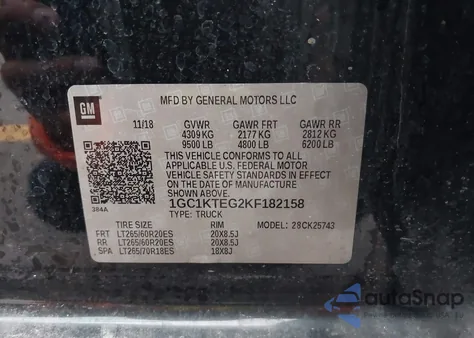 GM
MFD BY GENERAL MOTORS LLC
11/18 GVWR GAWR FRT GAWR RR
4309 KG 2177 KG 2812 KG
9500 LB 4800 LB 6200 LB
THIS VEHICLE CONFORMS TO ALL APPLICABLE
U.S. FEDERAL MOTOR
VEHICLE SAFETY STANDARDS IN EFFECT
ON THE DATE OF MANUFACTURE SHOWN
ABOVE.
1GC1KTEG2KF182158
TYPE: TRUCK MODEL: 28CK25743
384A
TIRE SIZE RIMS
FRT LT265/60R20ES 20X8.5J
RR LT265/60R20ES 20X8.5J
SPA LT265/70R18ES 18X8J
autoSnap